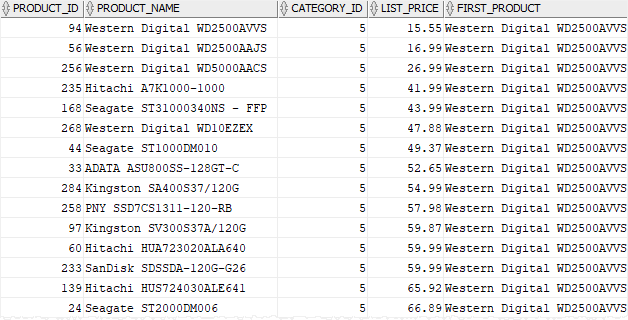 PRODUCT_ID PRODUCT_NAME CATEGORY_ID LIST_PRICE FIRST_PRODUCT
94 Western Digital WD2500AVVS 5 15.55 Western Digital WD2500AVVS
56 Western Digital WD2500AAJS 5 16.99 Western Digital WD2500AVVS
256 Western Digital WD5000AACS 5 26.99 Western Digital WD2500AVVS
235 Hitachi A7K1000-1000 5 41.99 Western Digital WD2500AVVS
168 Seagate ST31000340NS - FFP 5 43.99 Western Digital WD2500AVVS
268 Western Digital WD10EZEX 5 47.88 Western Digital WD2500AVVS
44 Seagate ST1000DM010 5 49.37 Western Digital WD2500AVVS
33 ADATA ASU800SS-128GT-C 5 52.65 Western Digital WD2500AVVS
284 Kingston SA400S37/120G 5 54.99 Western Digital WD2500AVVS
258 PNY SSD7CS1311-120-RB 5 57.98 Western Digital WD2500AVVS
97 Kingston SV300S37A/120G 5 59.87 Western Digital WD2500AVVS
60 Hitachi HUA723020ALA640 5 59.99 Western Digital WD2500AVVS
233 SanDisk SDSSDA-120G-G26 5 59.99 Western Digital WD2500AVVS
139 Hitachi HUS724030ALE641 5 65.92 Western Digital WD2500AVVS
24 Seagate ST2000DM006 5 66.89 Western Digital WD2500AVVS